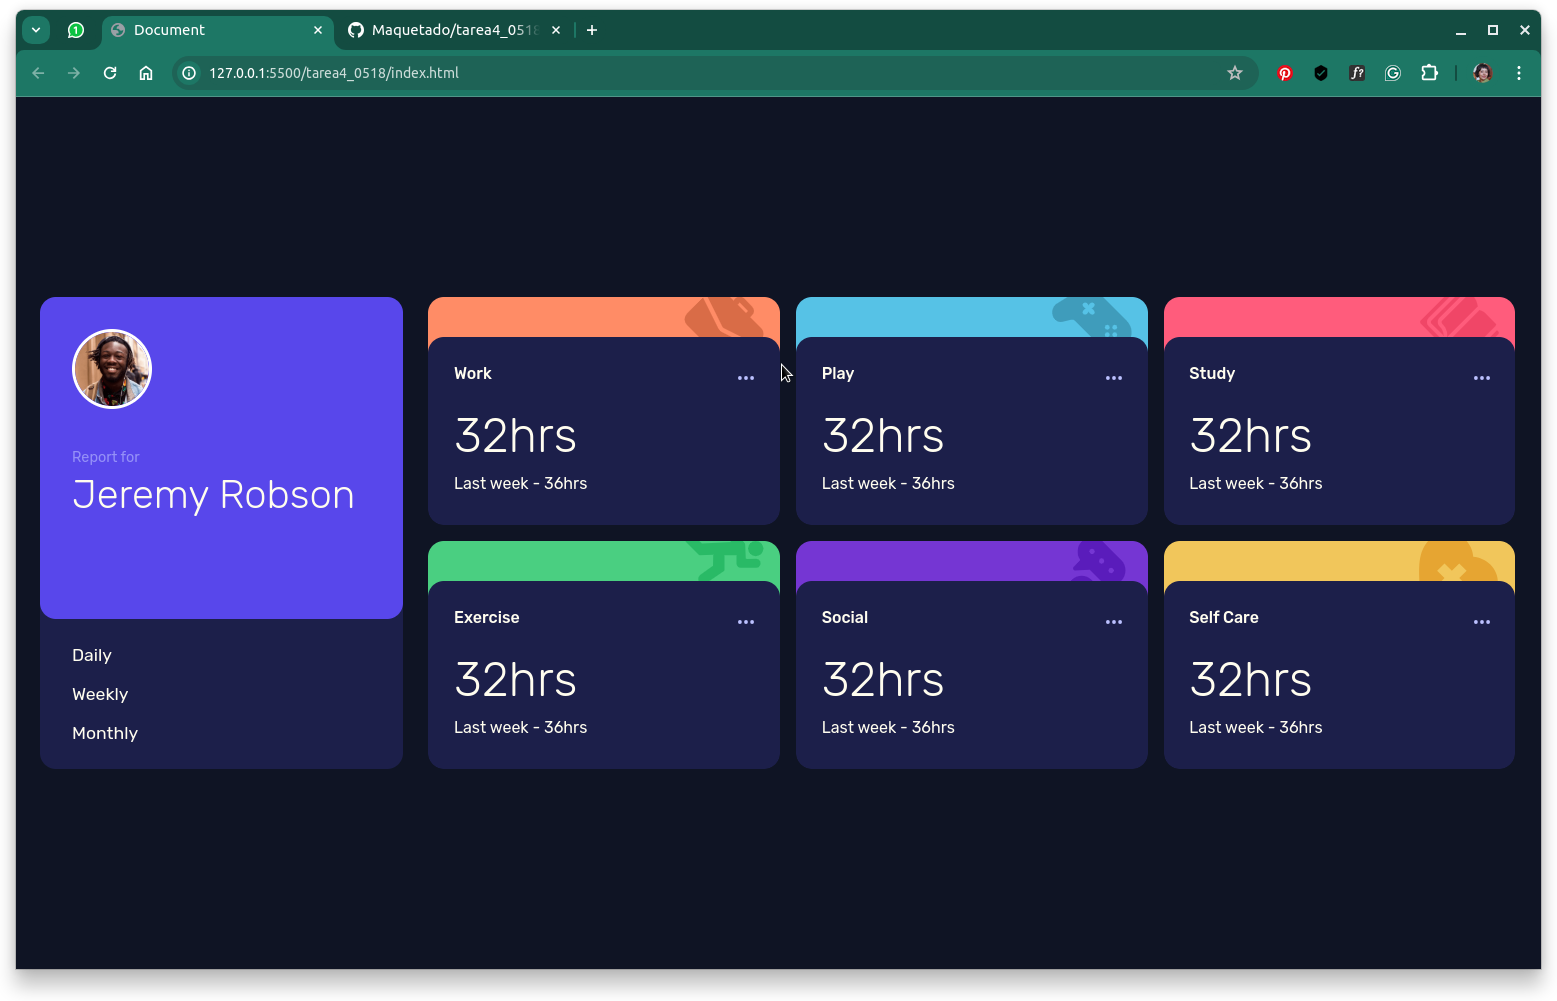 1
Document
Maquetado/tarea4_0518
127.0.0.1:5500/tarea4_0518/index.html
f?
Report for
Jeremy Robson
Daily
Weekly
Monthly
Work
32hrs
Last week - 36hrs
Play
32hrs
Last week - 36hrs
Study
32hrs
Last week - 36hrs
Exercise
32hrs
Last week - 36hrs
Social
32hrs
Last week - 36hrs
Self Care
32hrs
Last week - 36hrs